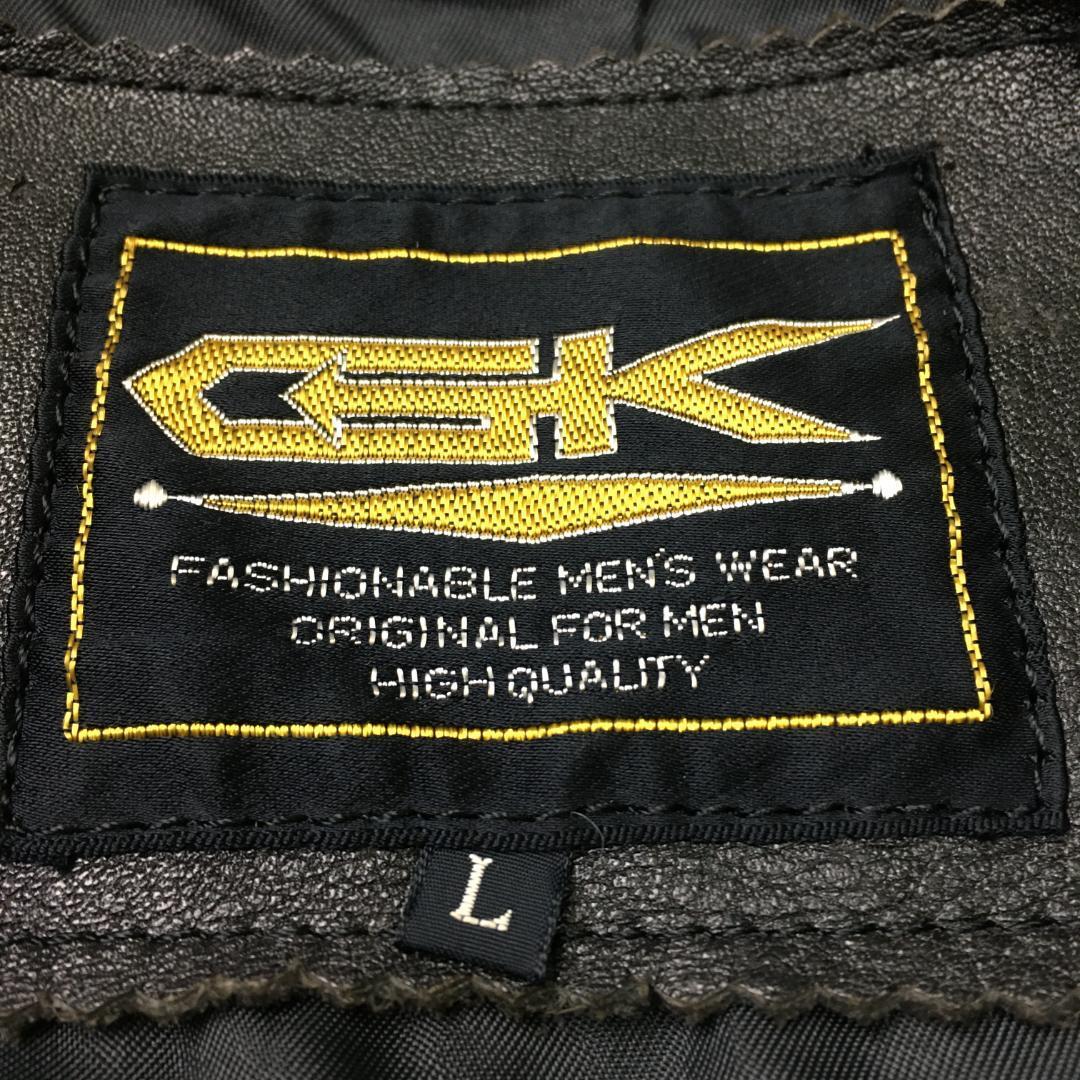 GSK
FASHIONABLE MEN'S WEAR
ORIGINAL FOR MEN
HIGH QUALITY
L